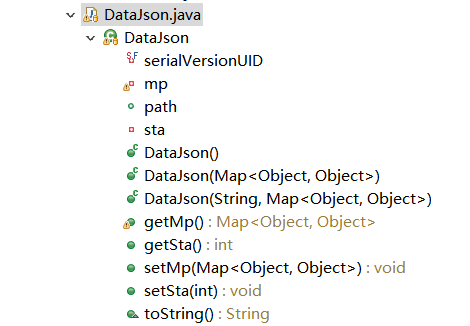 DataJson.java
DataJson
serialVersionUID
mp
path
sta
DataJson()
DataJson(Map<Object, Object>)
DataJson(String, Map<Object, Object>)
getMp() : Map<Object, Object>
getSta() : int
setMp(Map<Object, Object>) : void
setSta(int) : void
toString() : String